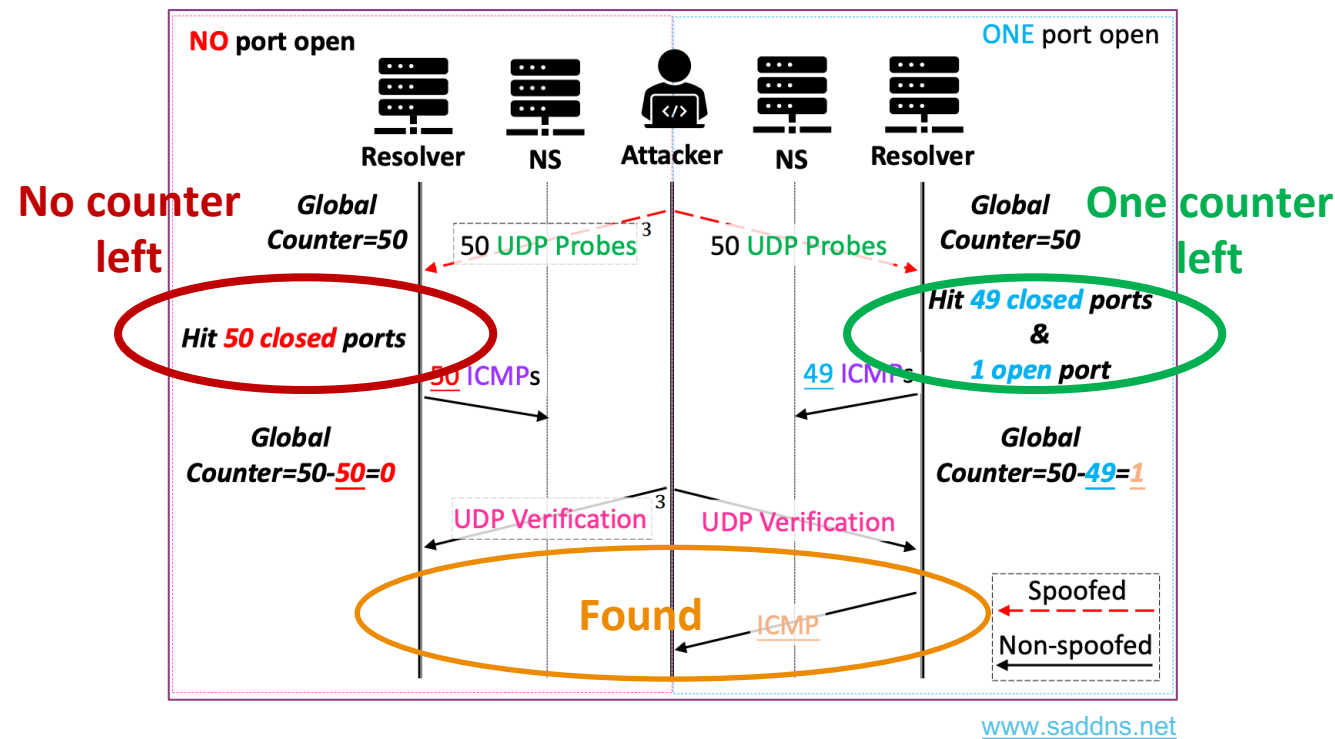 NO port open
ONE port open
Resolver
NS
Attacker
NS
Resolver
No counter
left
Global
Counter=50
50 UDP Probes 3
50 UDP Probes
Global
Counter=50
One counter
left
Hit 50 closed ports
Hit 49 closed ports
&
1 open port
50 ICMPs
49 ICMPs
Global
Counter=50-50=0
Global
Counter=50-49=1
UDP Verification 3
UDP Verification
Found
ICMP
Spoofed
Non-spoofed
www.saddns.net